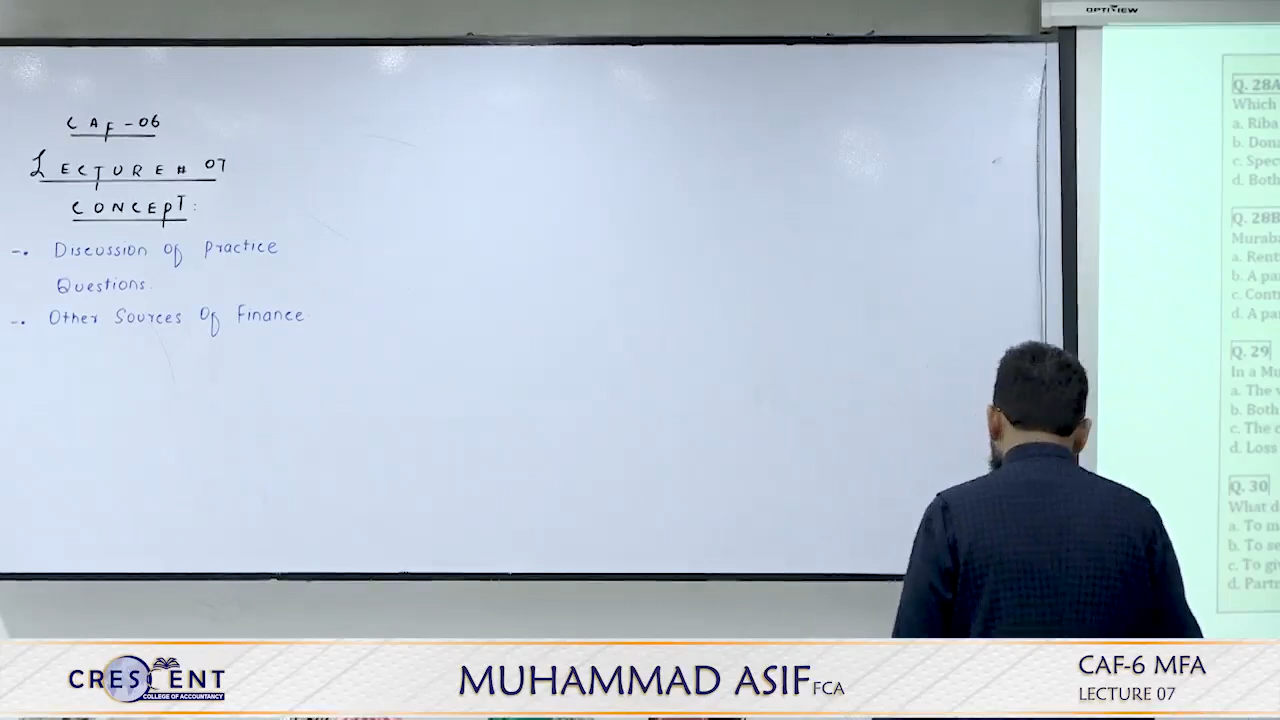 OPTIVIEW
CAF-06
LECTURE # 07
CONCEPT:
-. Discussion of Practice
Questions.
-. Other Sources Of Finance
Q. 28A
Which
a. Riba
b. Dona
c. Spec
d. Both
Q. 28B
Muraba
a. Rent
b. A pa
c. Cont
d. A pa
Q. 29
In a Mu
a. The
b. Both
c. The
d. Loss
Q. 30
What d
a. To m
b. To se
c. To gi
d. Part
CRESCENT
COLLEGE OF ACCOUNTANCY
MUHAMMAD ASIF FCA
CAF-6 MFA
LECTURE 07